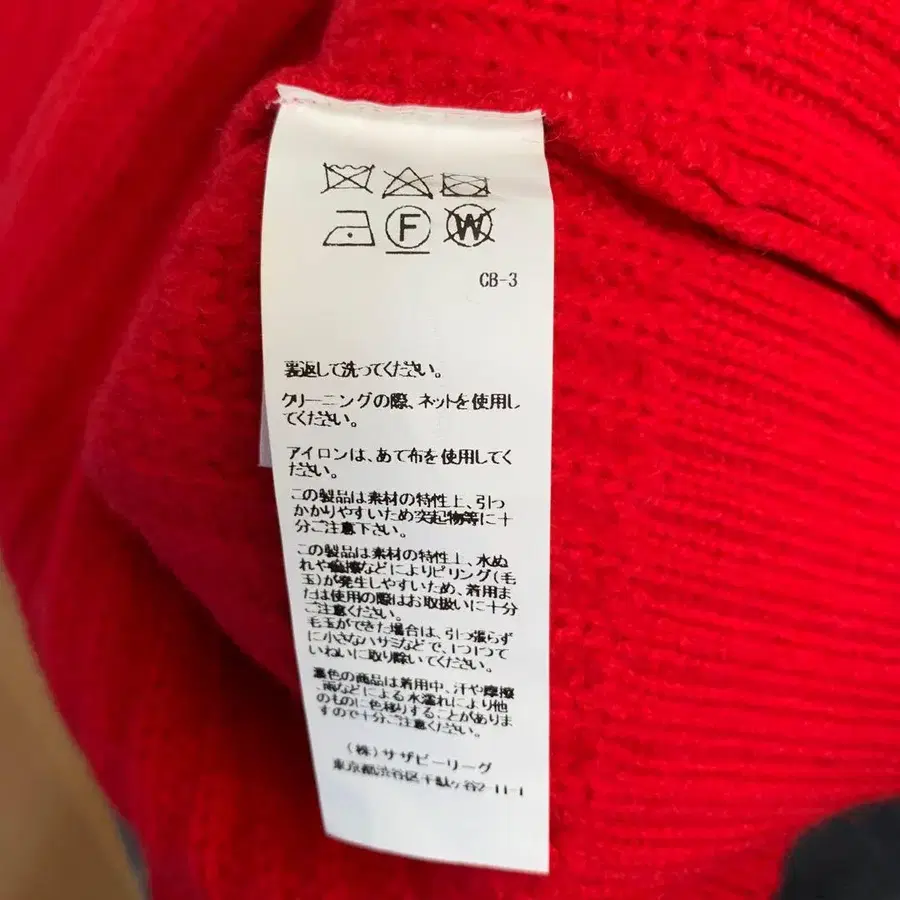 F W
CB-3
裏返して洗ってください。
クリーニングの際、ネットを使用し
てください。
アイロンは、あて布を使用してく
ださい。
この製品は素材の特性上、引っ
かかりやすいため突起物等に十
分ご注意下さい。
この製品は素材の特性上、水ぬ
れや摩擦などによりピリング(毛
玉)が発生しやすいため、着用ま
たは使用の際はお取扱いに十分
ご注意ください。
毛玉ができた場合は、引っ張らず
に小さなハサミなどで、1つ1つて
いねいに取り除いてください。
濃色の商品は着用中、汗や摩擦
、雨などによる水濡れにより他
のものに色移りすることがありま
すので十分ご注意ください。
(株)サザビーリーグ
東京都渋谷区千駄ヶ谷2-11-1